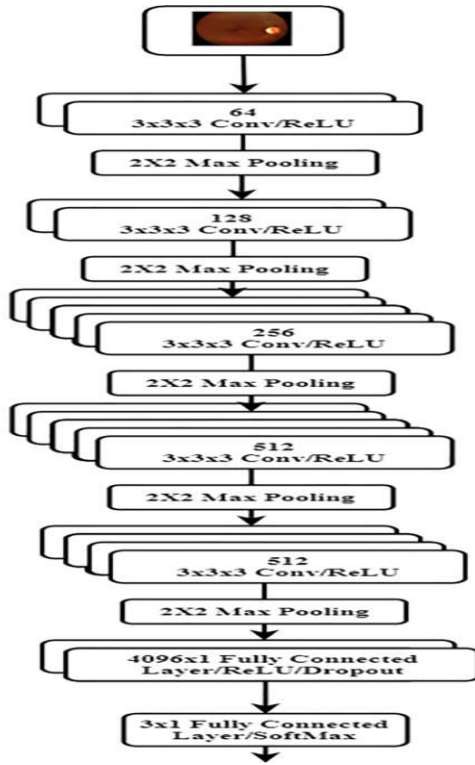 64
3x3x3 Conv/ReLU
2X2 Max Pooling
128
3x3x3 Conv/ReLU
2X2 Max Pooling
256
3x3x3 Conv/ReLU
2X2 Max Pooling
512
3x3x3 Conv/ReLU
2X2 Max Pooling
512
3x3x3 Conv/ReLU
2X2 Max Pooling
4096x1 Fully Connected
Layer/ReLU/Dropout
3x1 Fully Connected
Layer/SoftMax